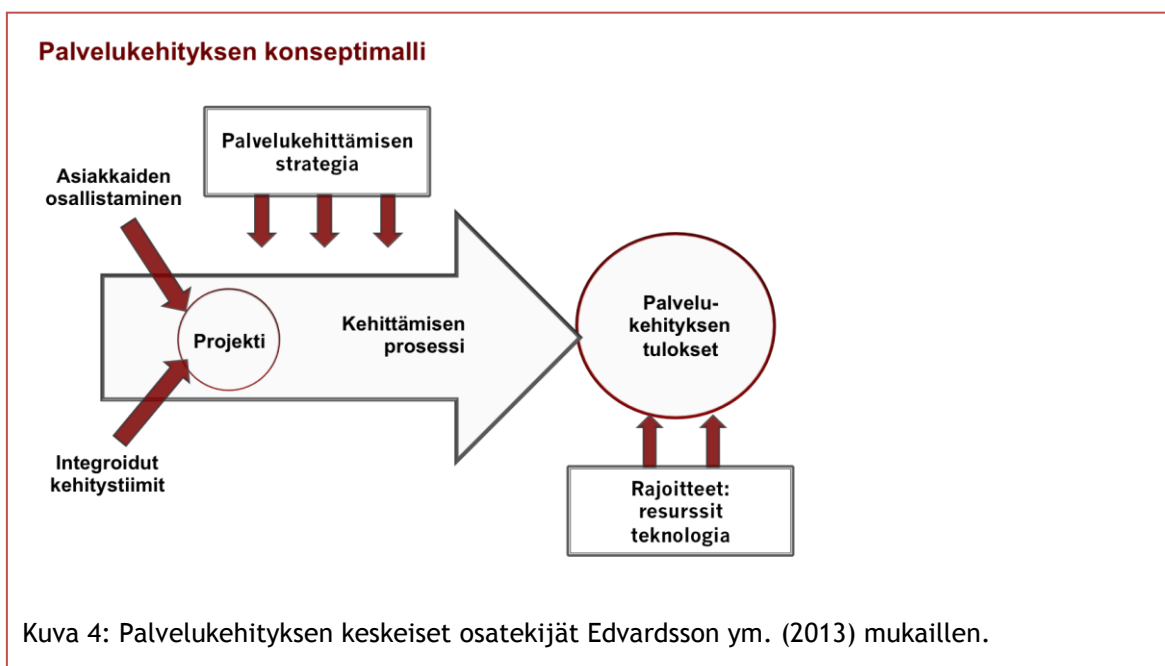 Palvelukehityksen konseptimalli
Palvelukehittämisen
strategia
Asiakkaiden
osallistaminen
Projekti
Kehittämisen
prosessi
Palvelu-
kehityksen
tulokset
Integroidut
kehitystiimit
Rajoitteet:
resurssit
teknologia
Kuva 4: Palvelukehityksen keskeiset osatekijät Edvardsson ym. (2013) mukaillen.